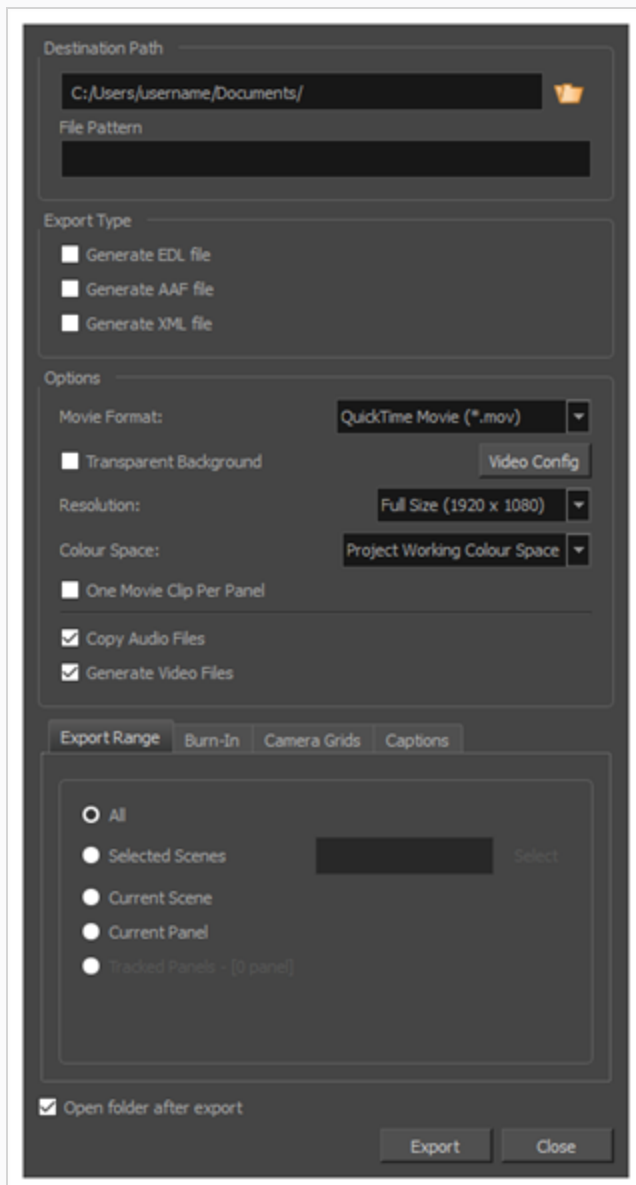 Destination Path
C:/Users/username/Documents/
File Pattern
Export Type
Generate EDL file
Generate AAF file
Generate XML file
Options
Movie Format: QuickTime Movie (*.mov)
Transparent Background Video Config
Resolution: Full Size (1920 x 1080)
Colour Space: Project Working Colour Space
One Movie Clip Per Panel
Copy Audio Files
Generate Video Files
Export Range Burn-In Camera Grids Captions
All
Selected Scenes Select
Current Scene
Current Panel
Tracked Panels - [0 panel]
Open folder after export
Export Close